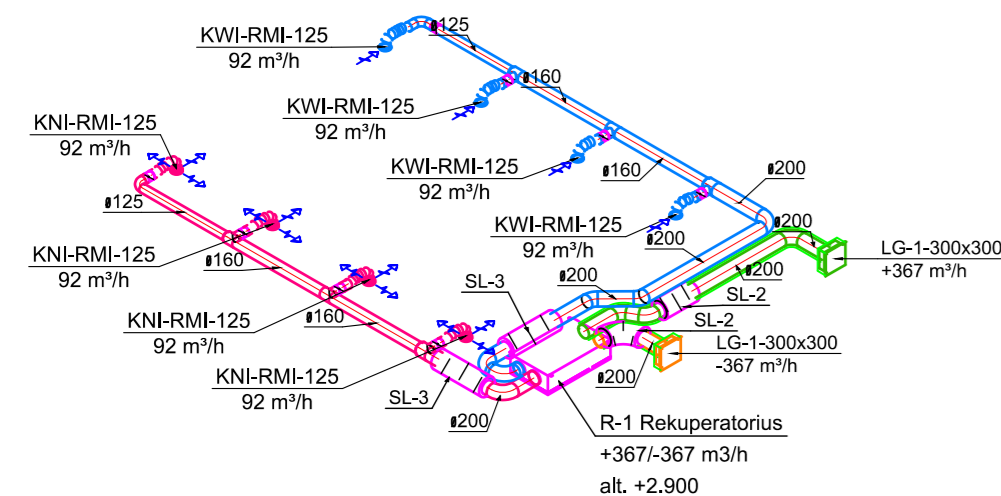 ø125
KWI-RMI-125
92 m³/h
ø160
KWI-RMI-125
92 m³/h
KNI-RMI-125
92 m³/h
KWI-RMI-125
92 m³/h
ø160
ø200
ø125
KWI-RMI-125
92 m³/h
ø200
ø200
LG-1-300x300
+367 m³/h
KNI-RMI-125
92 m³/h
ø160
SL-3
ø200
ø200
SL-2
KNI-RMI-125
92 m³/h
ø160
SL-2
LG-1-300x300
-367 m³/h
KNI-RMI-125
92 m³/h
SL-3
ø200
ø200
R-1 Rekuperatorius
+367/-367 m3/h
alt. +2.900